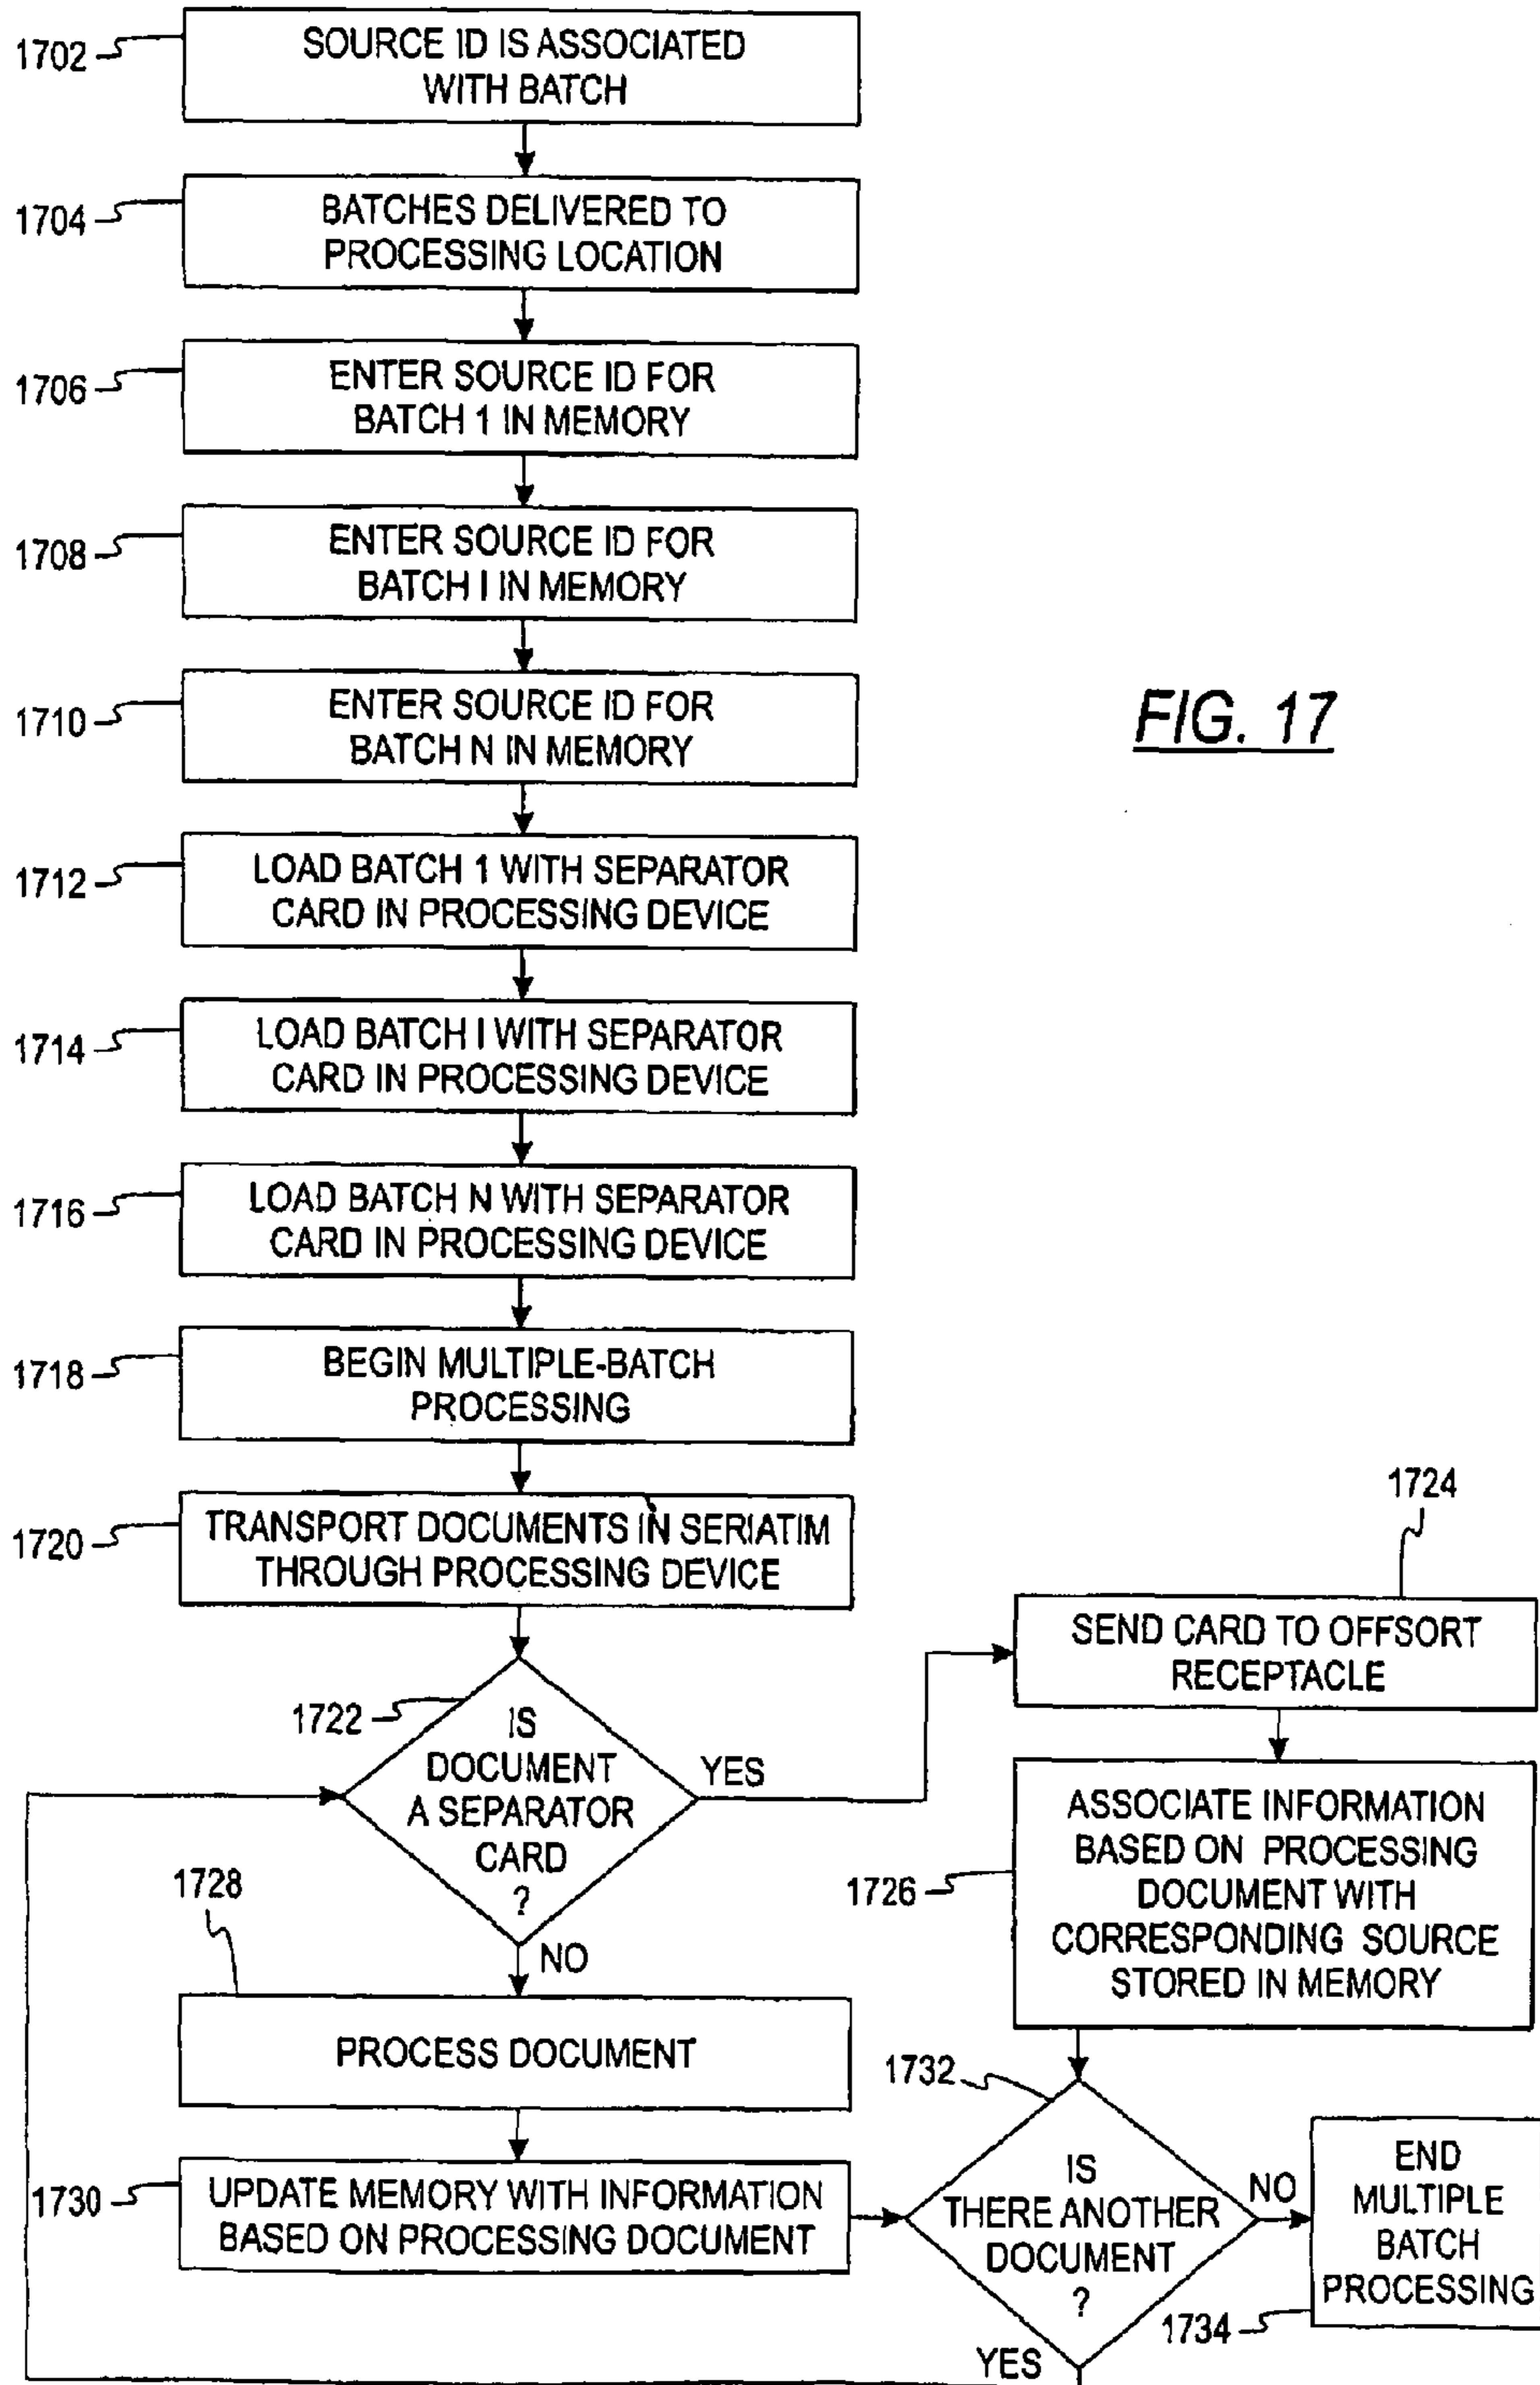 1702
SOURCE ID IS ASSOCIATED
WITH BATCH
1704
BATCHES DELIVERED TO
PROCESSING LOCATION
1706
ENTER SOURCE ID FOR
BATCH 1 IN MEMORY
1708
ENTER SOURCE ID FOR
BATCH I IN MEMORY
1710
ENTER SOURCE ID FOR
BATCH N IN MEMORY
FIG. 17
1712
LOAD BATCH 1 WITH SEPARATOR
CARD IN PROCESSING DEVICE
1714
LOAD BATCH I WITH SEPARATOR
CARD IN PROCESSING DEVICE
1716
LOAD BATCH N WITH SEPARATOR
CARD IN PROCESSING DEVICE
1718
BEGIN MULTIPLE-BATCH
PROCESSING
1720
TRANSPORT DOCUMENTS IN SERIATIM
THROUGH PROCESSING DEVICE
1722
IS
DOCUMENT
A SEPARATOR
CARD
?
YES
NO
1724
SEND CARD TO OFFSORT
RECEPTACLE
1726
ASSOCIATE INFORMATION
BASED ON PROCESSING
DOCUMENT WITH
CORRESPONDING SOURCE
STORED IN MEMORY
1728
PROCESS DOCUMENT
1730
UPDATE MEMORY WITH INFORMATION
BASED ON PROCESSING DOCUMENT
1732
IS
THERE ANOTHER
DOCUMENT
?
NO
YES
1734
END
MULTIPLE
BATCH
PROCESSING